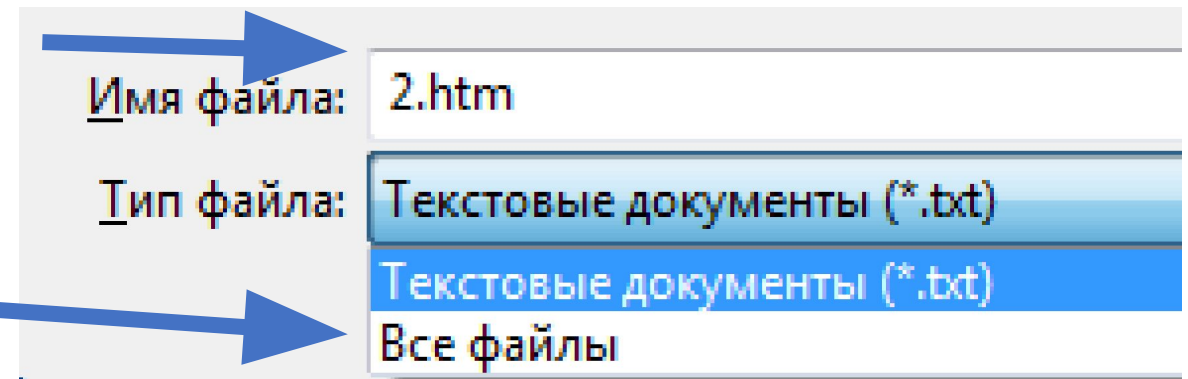 Имя файла: 2.htm
Тип файла: Текстовые документы (*.txt)
Текстовые документы (*.txt)
Все файлы